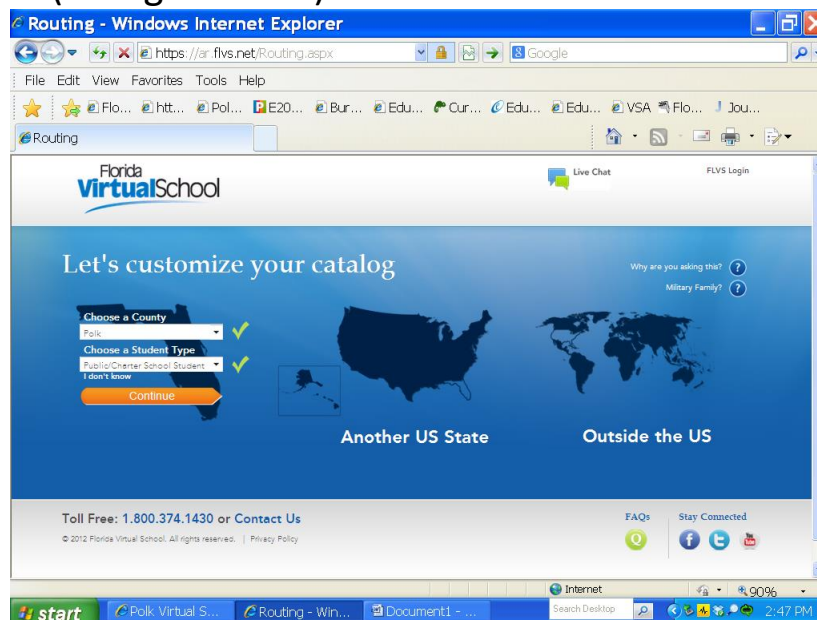 Routing - Windows Internet Explorer
https://ar.flvs.net/Routing.aspx
Google
File Edit View Favorites Tools Help
Flo... htt... Pol... E20... Bur... Edu... Cur... Edu... Edu... VSA Flo... Jou...
Routing
Florida
VirtualSchool
Live Chat
FLVS Login
Let's customize your catalog
Why are you asking this? ?
Military Family? ?
Choose a County
Polk
Choose a Student Type
Public/Charter School Student
I don't know
Continue
Another US State
Outside the US
Toll Free: 1.800.374.1430 or Contact Us
© 2012 Florida Virtual School. All rights reserved. | Privacy Policy
FAQs
Q
Stay Connected
Internet
90%
start
Polk Virtual S...
Routing - Win...
Document1 - ...
Search Desktop
2:47 PM